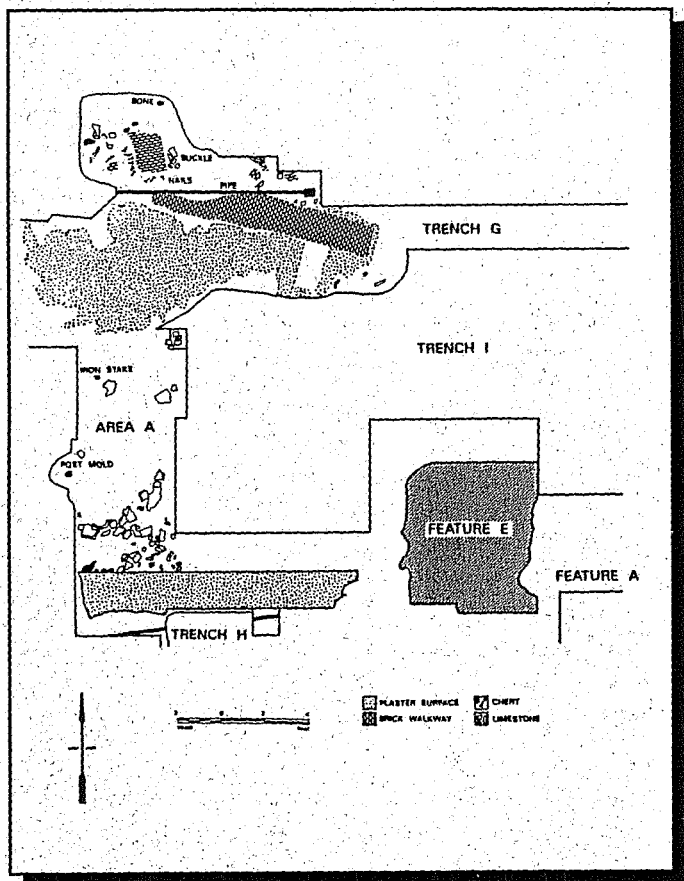 BONE
BUCKLE
NAILS
PIPE
TRENCH G
TRENCH I
IRON STAKE
AREA A
POST MOLD
FEATURE E
FEATURE A
TRENCH H
PLASTER SURFACE
CHERT
BRICK WALKWAY
LIMESTONE